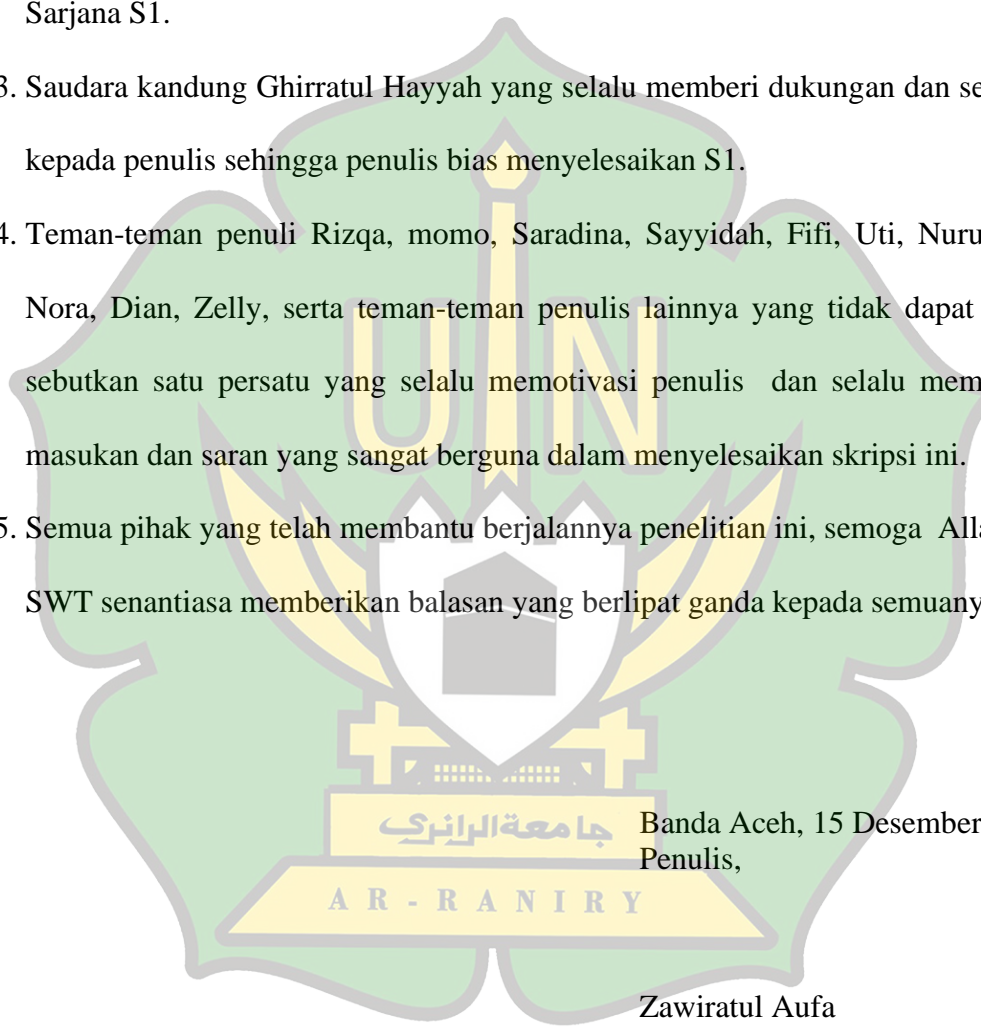 Sarjana S1.
3. Saudara kandung Ghirratul Hayyah yang selalu memberi dukungan dan se
kepada penulis sehingga penulis bias menyelesaikan S1.
4. Teman-teman penuli Rizqa, momo, Saradina, Sayyidah, Fifi, Uti, Nuru
Nora, Dian, Zelly, serta teman-teman penulis lainnya yang tidak dapat
sebutkan satu persatu yang selalu memotivasi penulis dan selalu mem
masukan dan saran yang sangat berguna dalam menyelesaikan skripsi ini.
5. Semua pihak yang telah membantu berjalannya penelitian ini, semoga Alla
SWT senantiasa memberikan balasan yang berlipat ganda kepada semuany
UIN
جامعة الرانري
Banda Aceh, 15 Desember
Penulis,
AR-RANIRY
Zawiratul Aufa